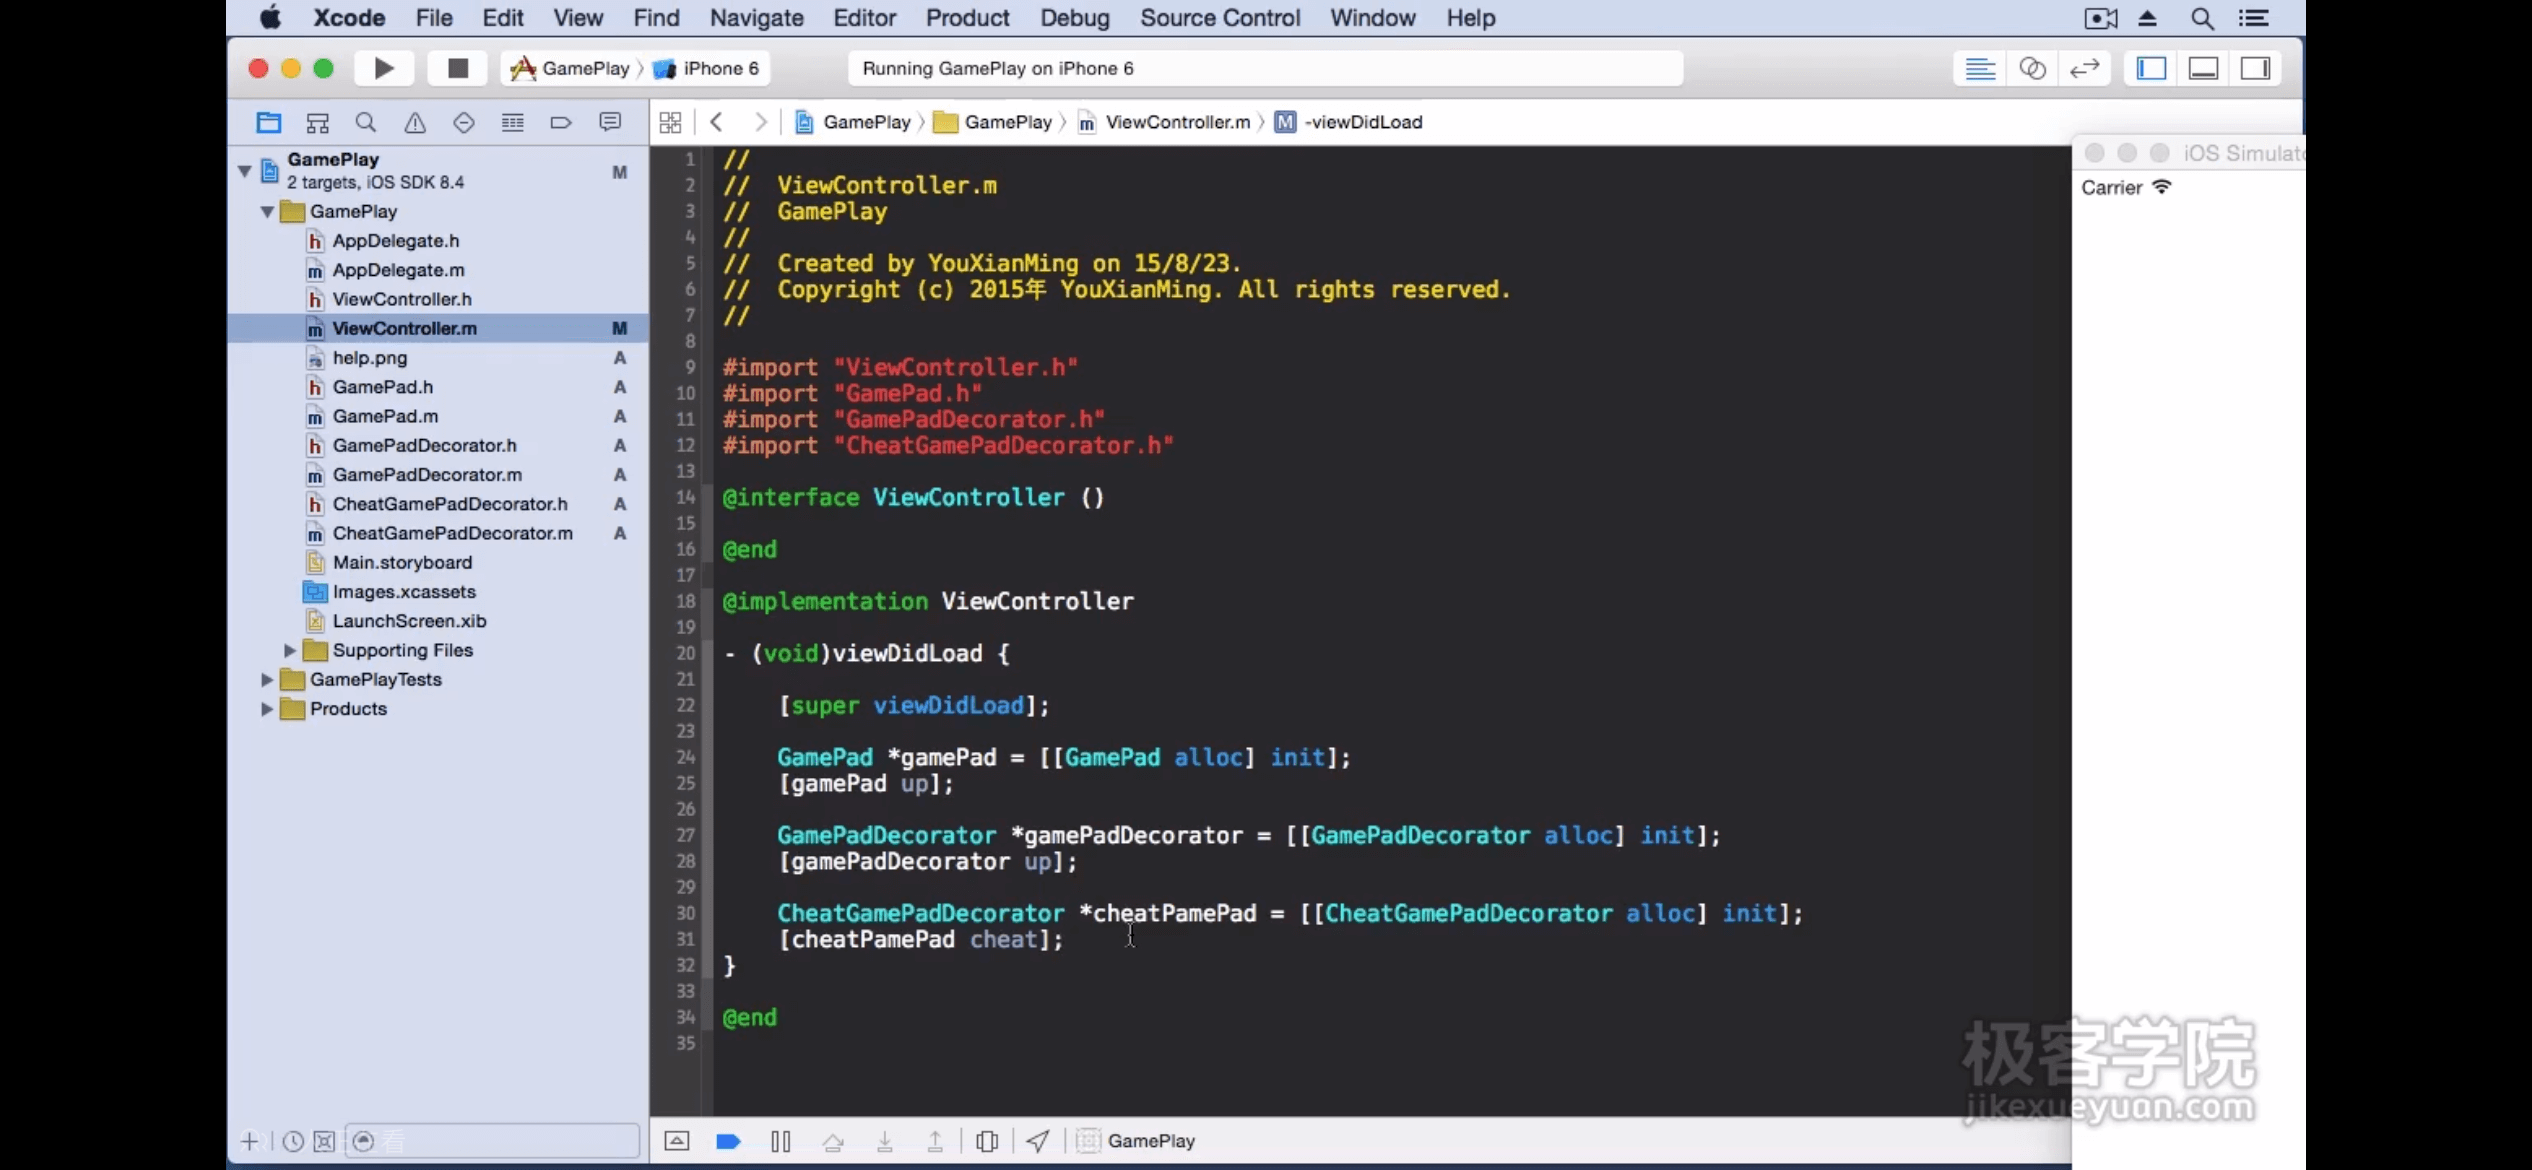 Xcode File Edit View Find Navigate Editor Product Debug Source Control Window Help
GamePlay iPhone 6 Running GamePlay on iPhone 6
GamePlay GamePlay ViewController.m M -viewDidLoad
GamePlay M
2 targets, iOS SDK 8.4
GamePlay
h AppDelegate.h
m AppDelegate.m
h ViewController.h
m ViewController.m M
help.png A
h GamePad.h A
m GamePad.m A
h GamePadDecorator.h A
m GamePadDecorator.m A
h CheatGamePadDecorator.h A
m CheatGamePadDecorator.m A
Main.storyboard
Images.xcassets
LaunchScreen.xib
Supporting Files
GamePlayTests
Products
1 //
2 //  ViewController.m
3 //  GamePlay
4 //
5 //  Created by YouXianMing on 15/8/23.
6 //  Copyright (c) 2015年 YouXianMing. All rights reserved.
7 //
8
9 #import "ViewController.h"
10 #import "GamePad.h"
11 #import "GamePadDecorator.h"
12 #import "CheatGamePadDecorator.h"
13
14 @interface ViewController ()
15
16 @end
17
18 @implementation ViewController
19
20 - (void)viewDidLoad {
21
22     [super viewDidLoad];
23
24     GamePad *gamePad = [[GamePad alloc] init];
25     [gamePad up];
26
27     GamePadDecorator *gamePadDecorator = [[GamePadDecorator alloc] init];
28     [gamePadDecorator up];
29
30     CheatGamePadDecorator *cheatPamePad = [[CheatGamePadDecorator alloc] init];
31     [cheatPamePad cheat];
32 }
33
34 @end
35
iOS Simulat
Carrier
GamePlay
极客学院
jikexueyuan.com